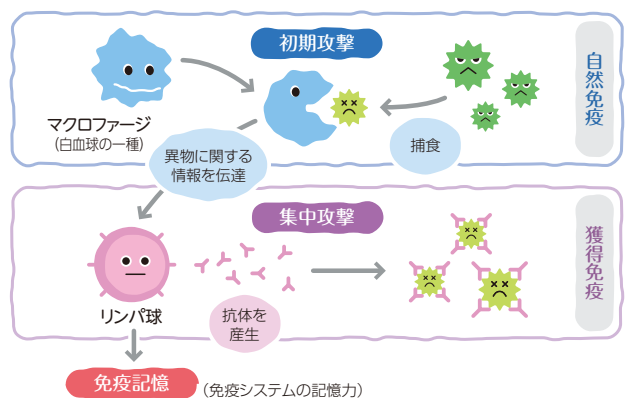 初期攻撃
自然免疫
マクロファージ
(白血球の一種)
捕食
異物に関する
情報を伝達
集中攻撃
獲得免疫
リンパ球
抗体を
産生
免疫記憶
(免疫システムの記憶力)